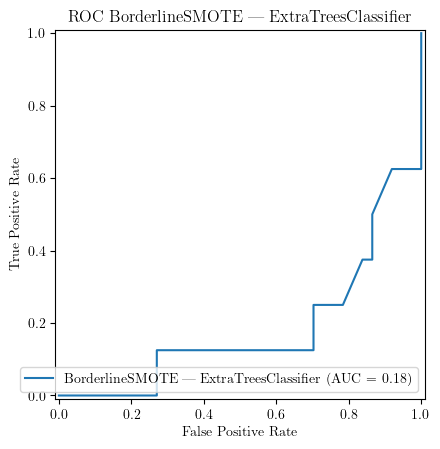 ROC BorderlineSMOTE — ExtraTreesClassifier
1.0
0.8
0.6
0.4
0.2
0.0
True Positive Rate
BorderlineSMOTE — ExtraTreesClassifier (AUC = 0.18)
0.0 0.2 0.4 0.6 0.8 1.0
False Positive Rate